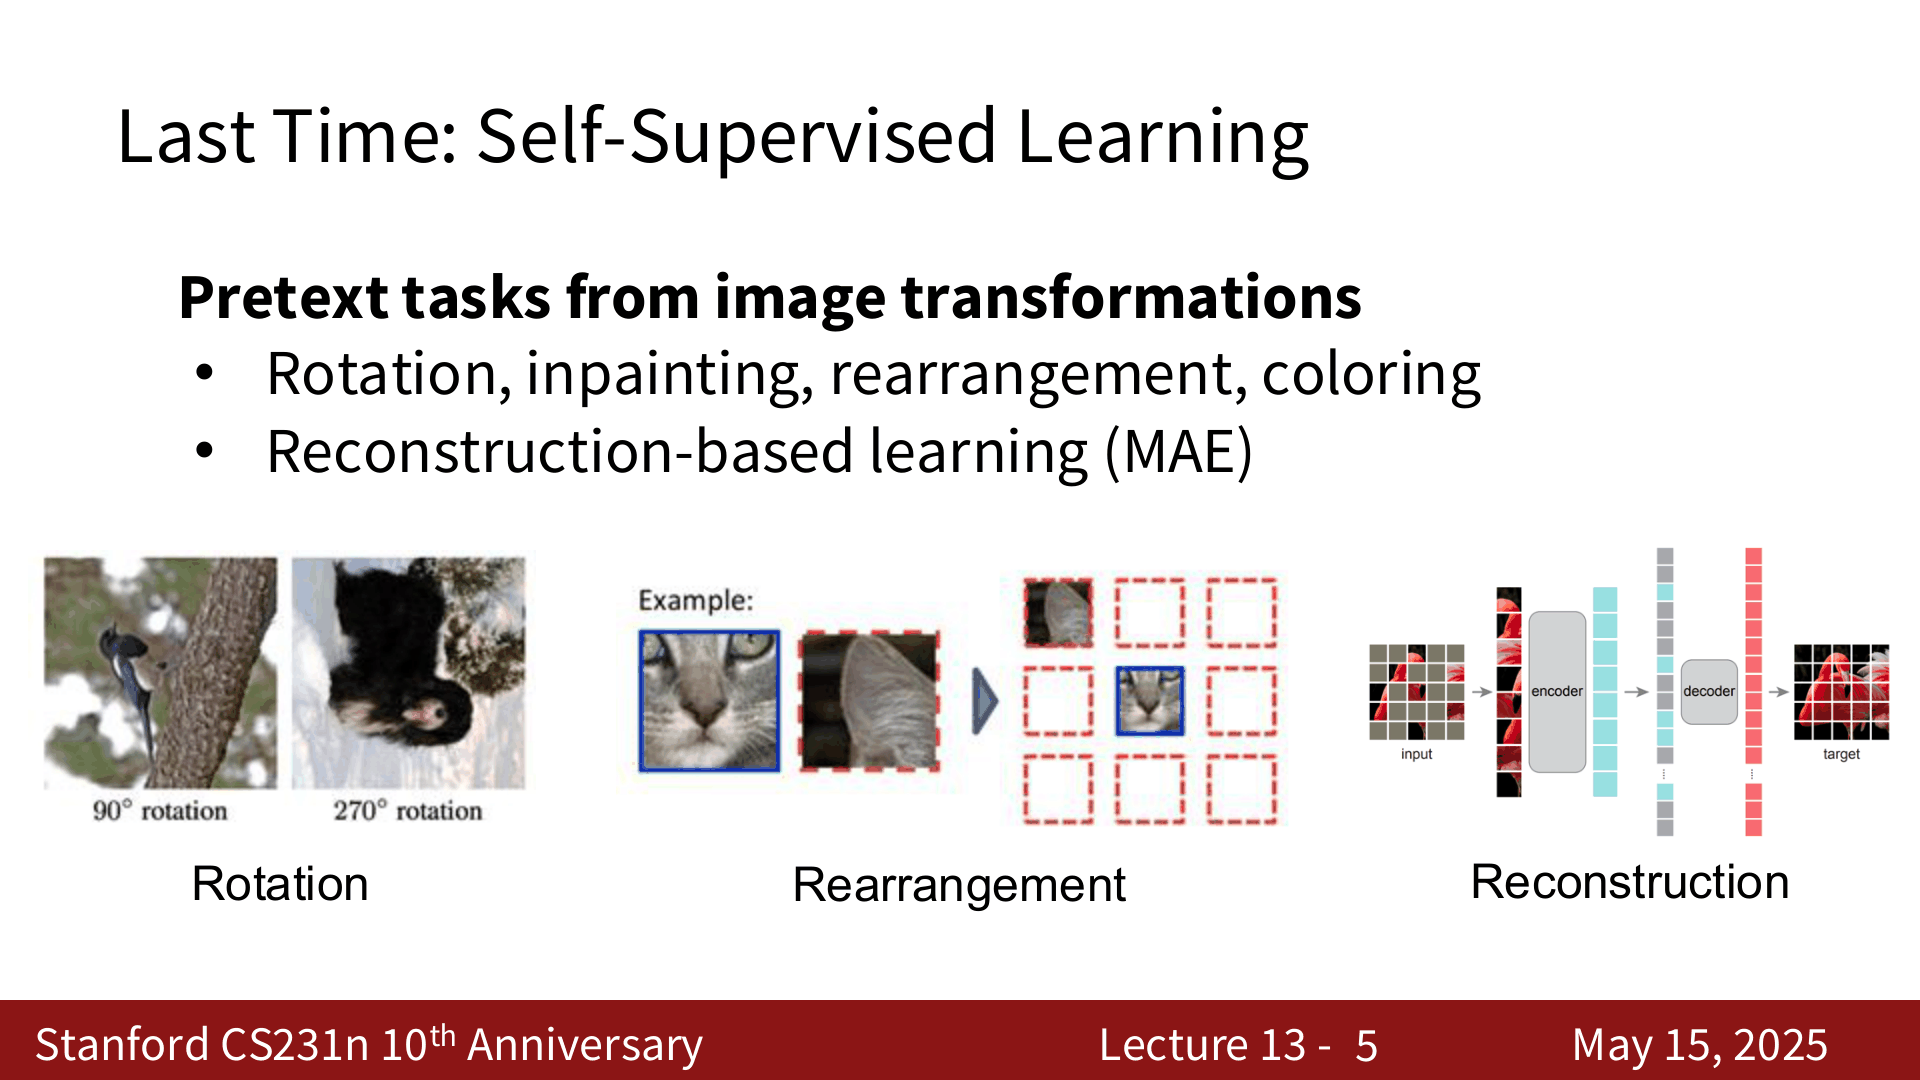 Last Time: Self-Supervised Learning
Pretext tasks from image transformations
• Rotation, inpainting, rearrangement, coloring
• Reconstruction-based learning (MAE)
90° rotation
270° rotation
Rotation
Example:
Rearrangement
input
encoder
decoder
target
Reconstruction
Stanford CS231n 10th Anniversary
Lecture 13 - 5
May 15, 2025